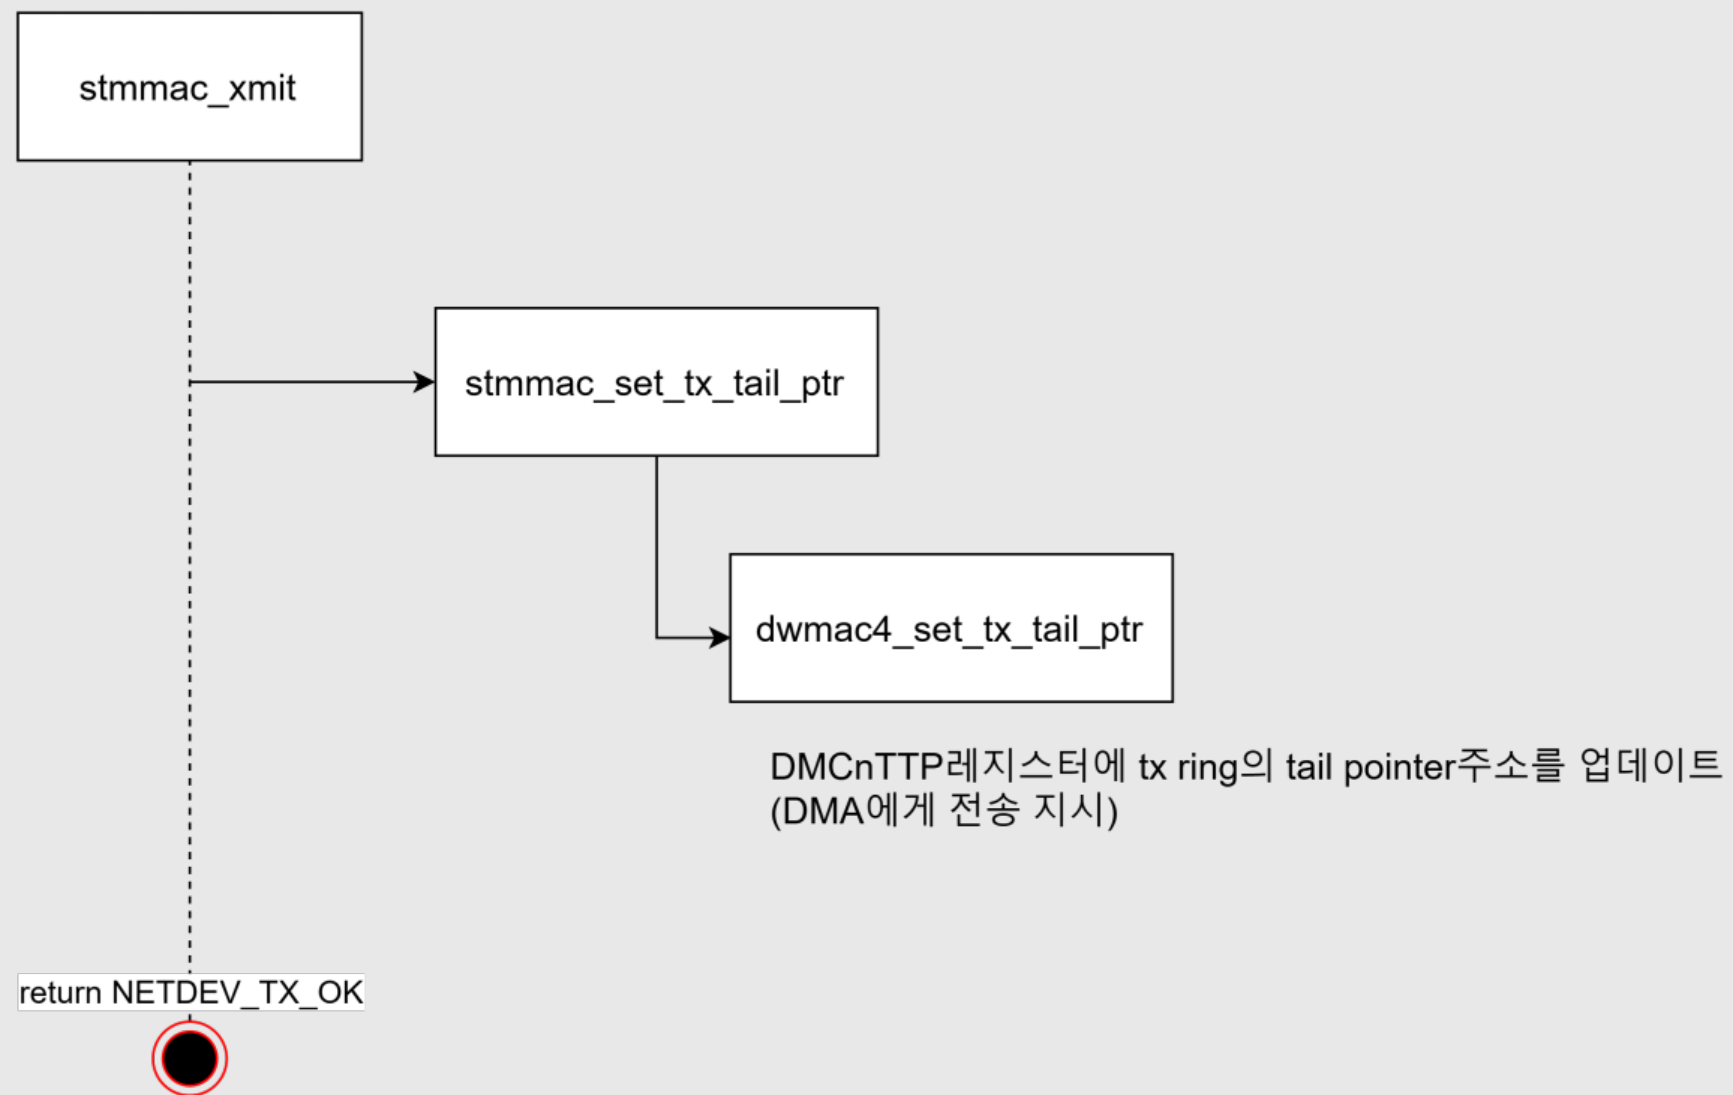 stmmac_xmit
stmmac_set_tx_tail_ptr
dwmac4_set_tx_tail_ptr
DMCnTTP레지스터에 tx ring의 tail pointer주소를 업데이트
(DMA에게 전송 지시)
return NETDEV_TX_OK